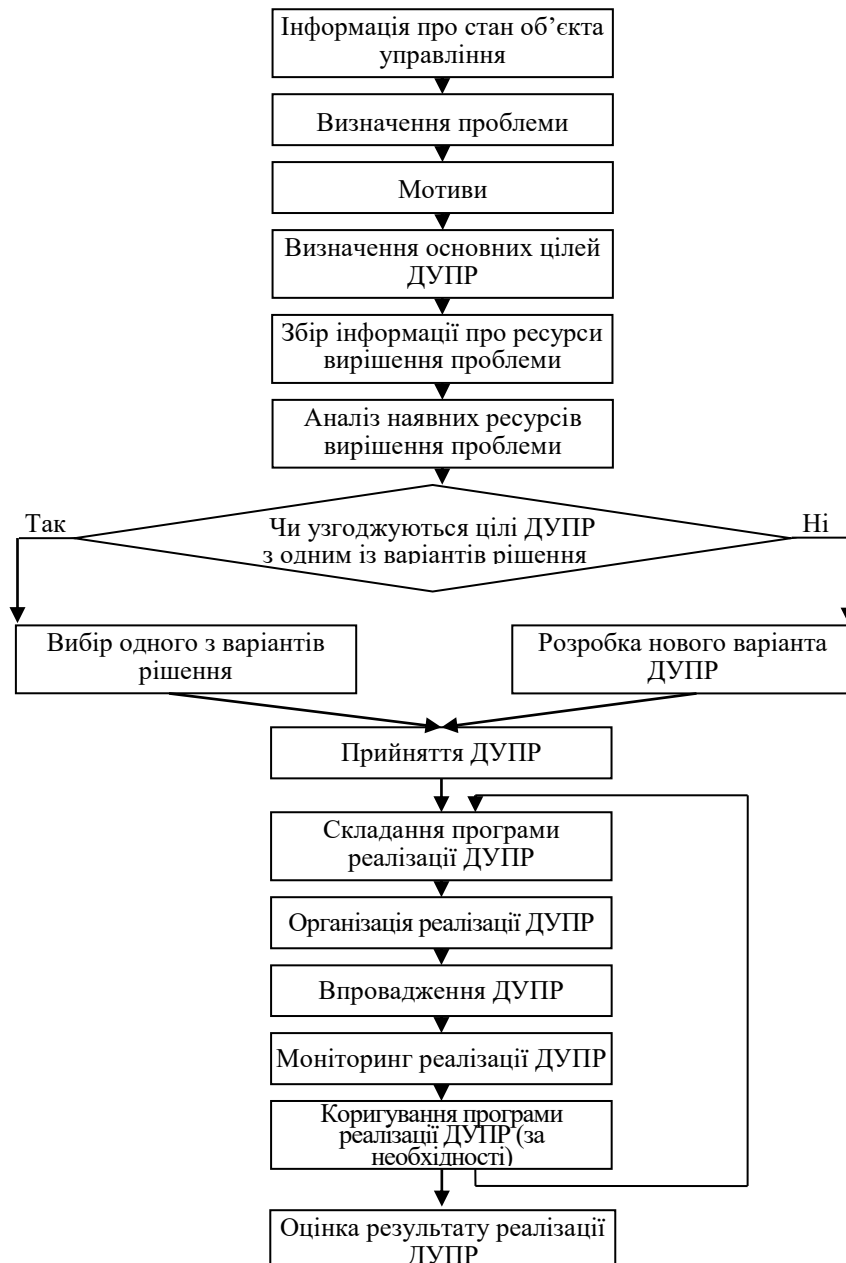 Інформація про стан об’єкта
управління
Визначення проблеми
Мотиви
Визначення основних цілей
ДУПР
Збір інформації про ресурси
вирішення проблеми
Аналіз наявних ресурсів
вирішення проблеми
Так
Чи узгоджуються цілі ДУПР
з одним із варіантів рішення
Ні
Вибір одного з варіантів
рішення
Розробка нового варіанта
ДУПР
Прийняття ДУПР
Складання програми
реалізації ДУПР
Організація реалізації ДУПР
Впровадження ДУПР
Моніторинг реалізації ДУПР
Коригування програми
реалізації ДУПР (за
необхідності)
Оцінка результату реалізації
ДУПР